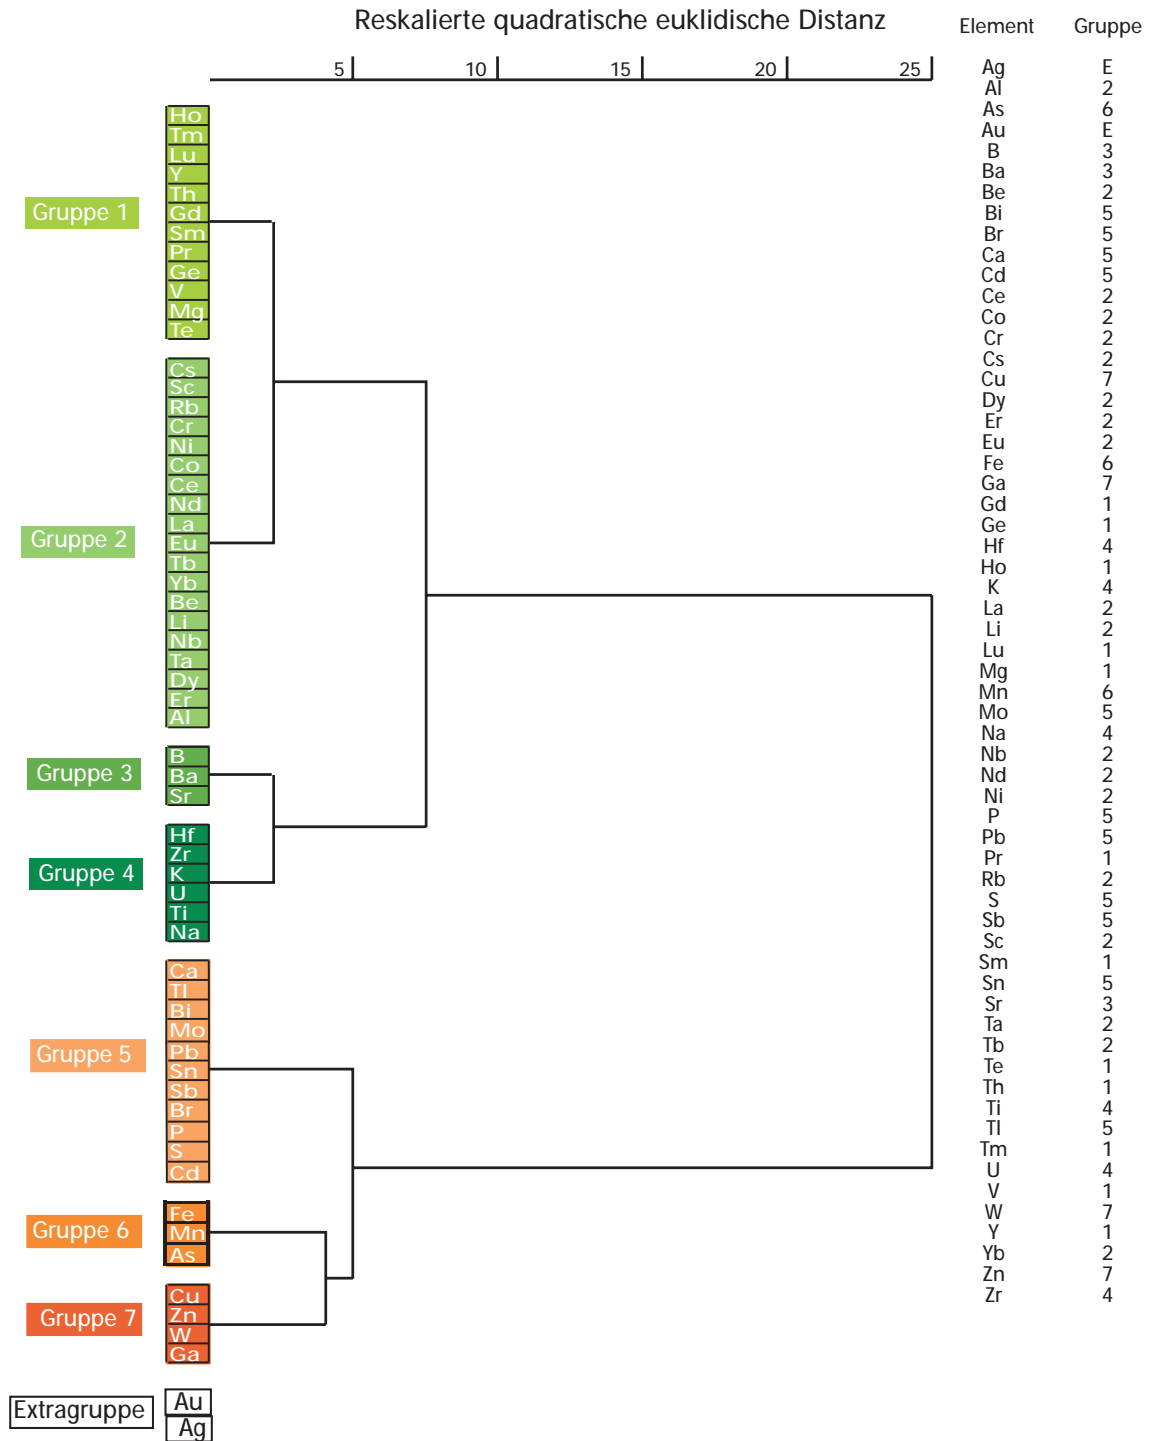 Reskalierte quadratische euklidische Distanz
5 10 15 20 25
Gruppe 1
Ho
Tm
Lu
Y
Th
Gd
Sm
Pr
Ge
V
Mg
Te
Gruppe 2
Cs
Sc
Rb
Cr
Ni
Co
Ce
Nd
La
Eu
Tb
Yb
Be
Li
Nb
Ta
Dy
Er
Al
Gruppe 3
B
Ba
Sr
Gruppe 4
Hf
Zr
K
U
Ti
Na
Gruppe 5
Ca
Tl
Bi
Mo
Pb
Sn
Sb
Br
P
S
Cd
Gruppe 6
Fe
Mn
As
Gruppe 7
Cu
Zn
W
Ga
Extragruppe
Au
Ag
Element Gruppe
Ag E
Al 2
As 6
Au E
B 3
Ba 3
Be 2
Bi 5
Br 5
Ca 5
Cd 5
Ce 2
Co 2
Cr 2
Cs 2
Cu 7
Dy 2
Er 2
Eu 2
Fe 6
Ga 7
Gd 1
Ge 1
Hf 4
Ho 1
K 4
La 2
Li 2
Lu 1
Mg 1
Mn 6
Mo 5
Na 4
Nb 2
Nd 2
Ni 2
P 5
Pb 5
Pr 1
Rb 2
S 5
Sb 5
Sc 2
Sm 1
Sn 5
Sr 3
Ta 2
Tb 2
Te 1
Th 1
Ti 4
Tl 5
Tm 1
U 4
V 1
W 7
Y 1
Yb 2
Zn 7
Zr 4